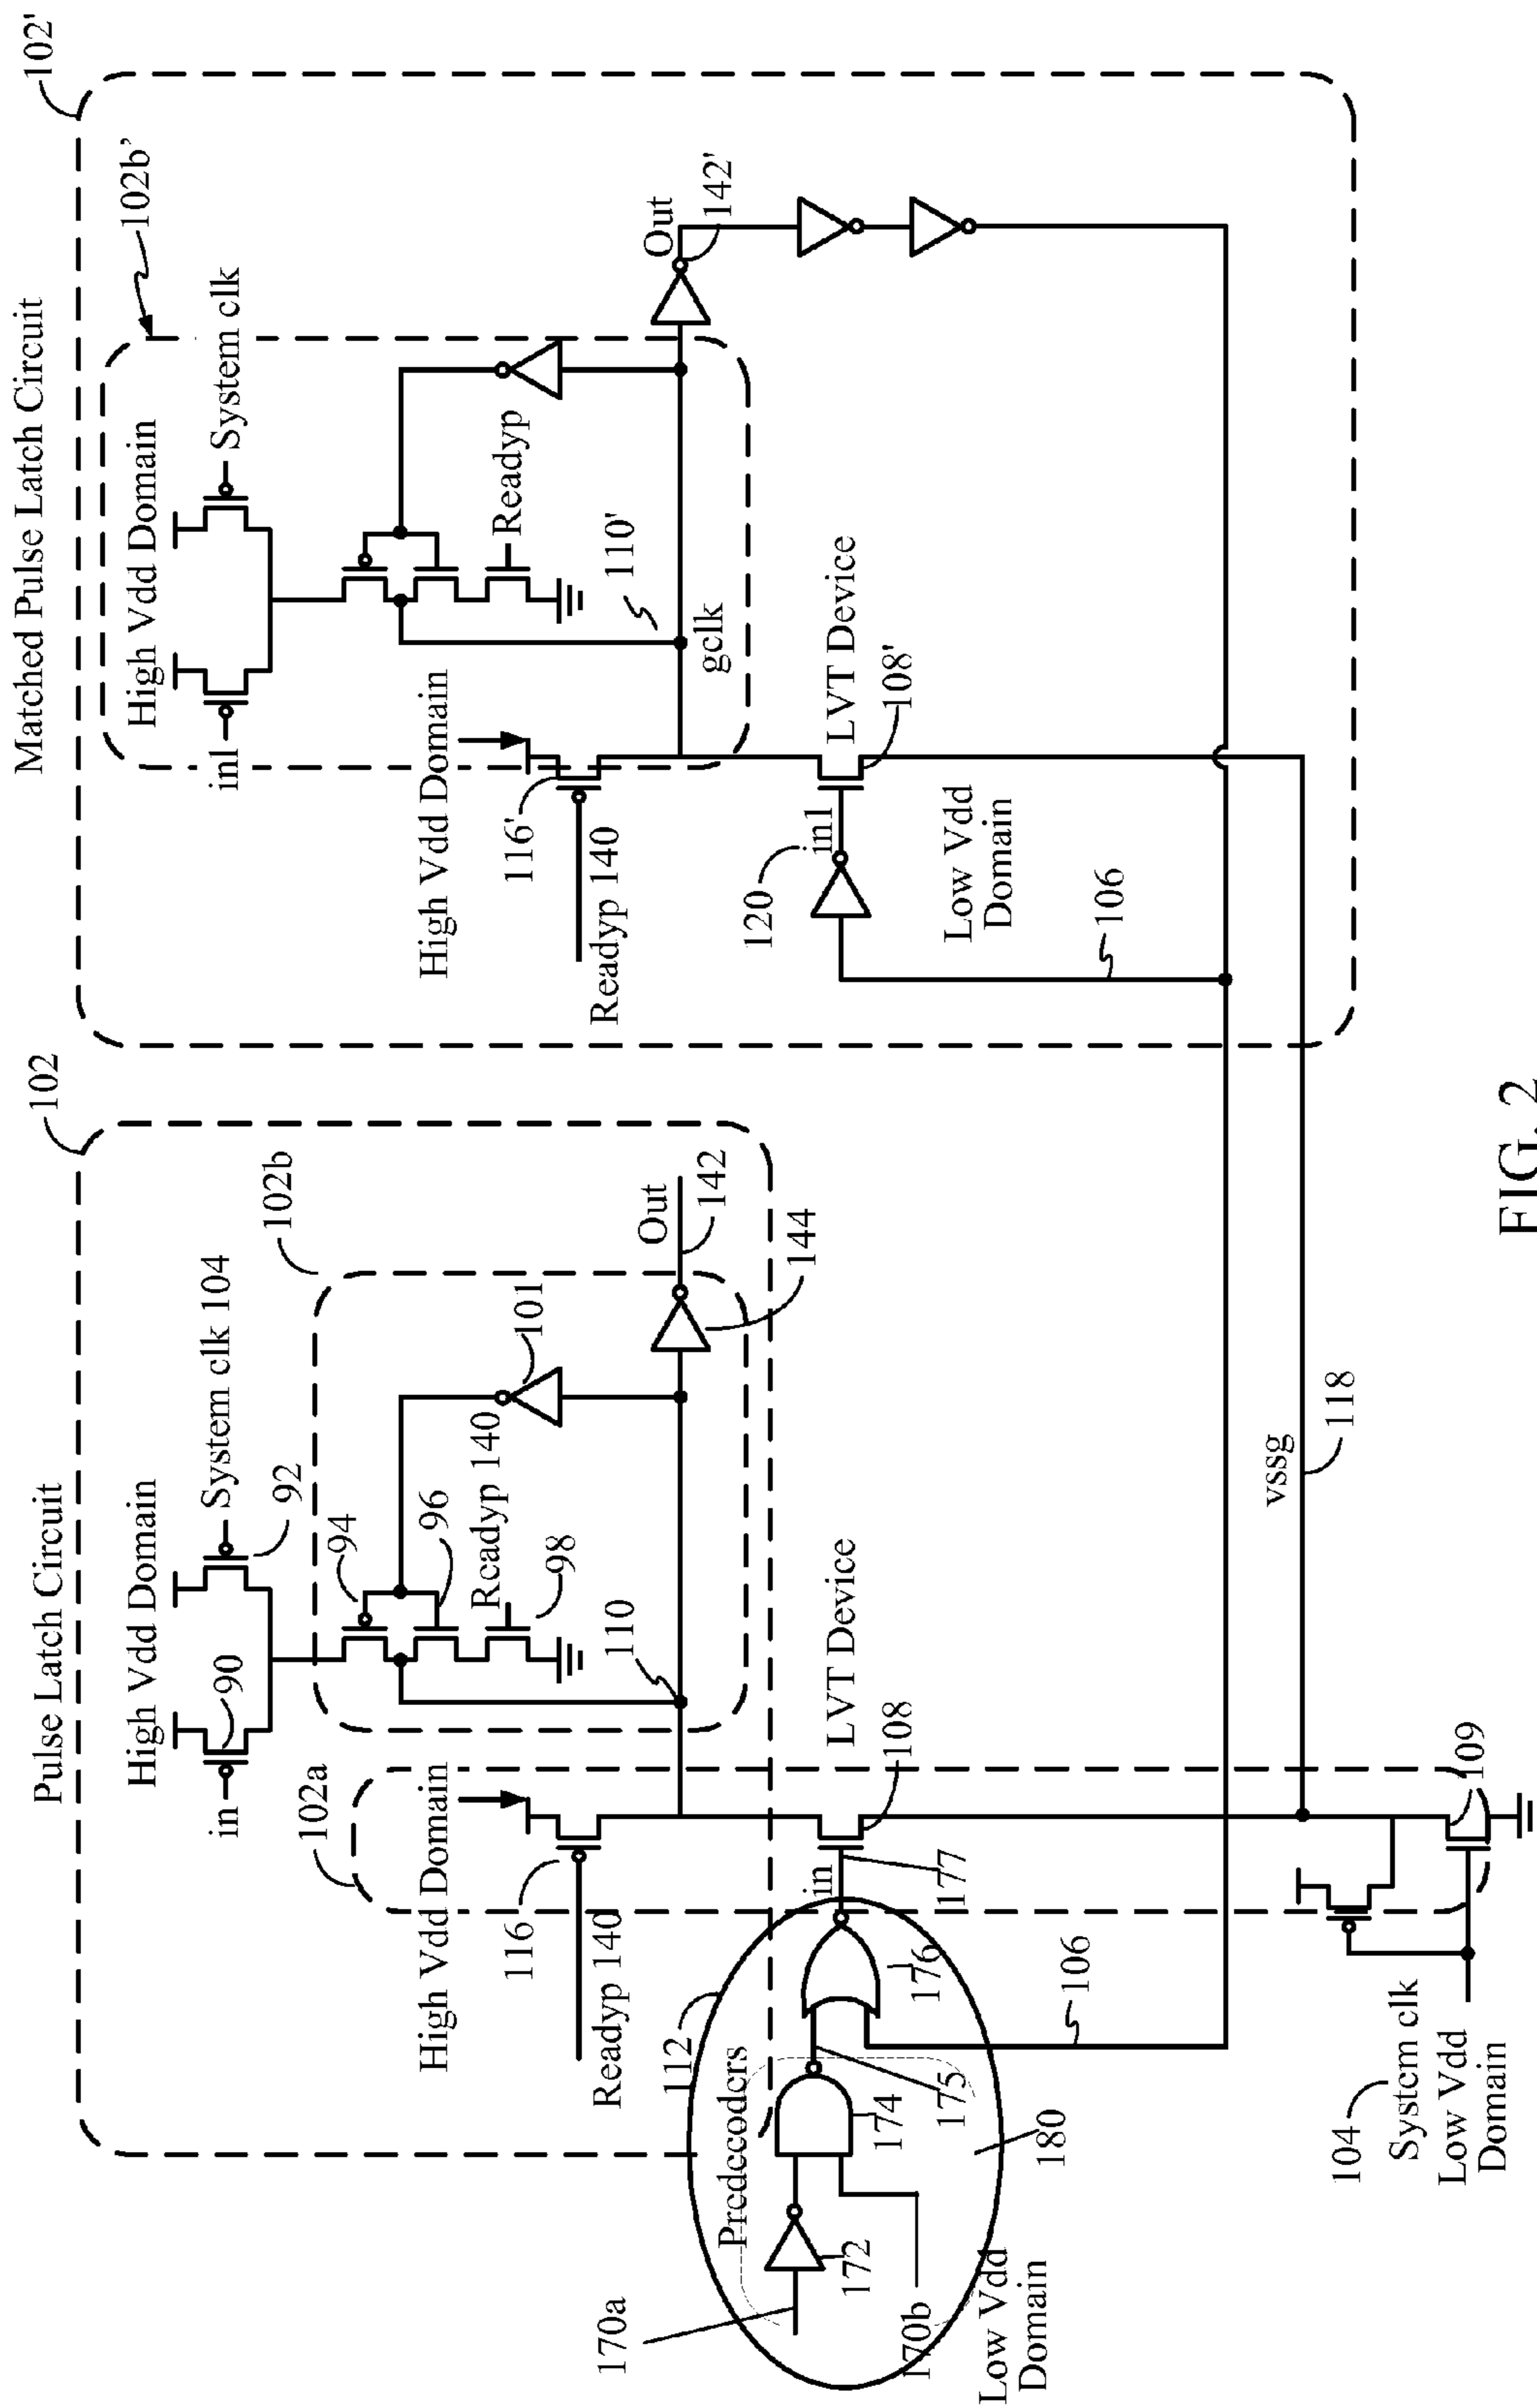 Pulse Latch Circuit
102
High Vdd Domain
in
90
System clk 104
92
102b
94
96
Readyp 140
98
101
110
Out
142
144
102a
High Vdd Domain
116
Readyp 140
LVT Device
108
in
177
112
Predecoders
170a
172
170b
174
175
176
180
Low Vdd
Domain
106
vssg
118
109
104
System clk
Low Vdd
Domain
Matched Pulse Latch Circuit
102'
102b'
High Vdd Domain
in1
System clk
Readyp
110'
gclk
Out
142'
High Vdd Domain
116'
Readyp 140
LVT Device
108'
120
in1
Low Vdd
Domain
106
FIG. 2